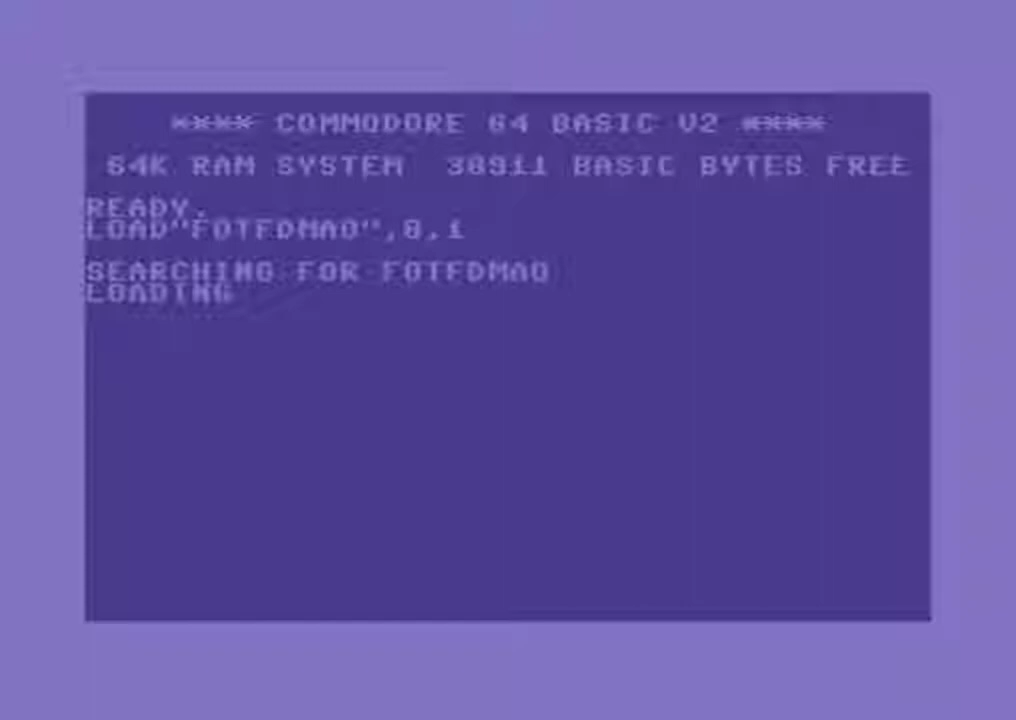 **** COMMODORE 64 BASIC V2 ****
64K RAM SYSTEM 38911 BASIC BYTES FREE
READY.
LOAD"FOTFDMAO",8,1
SEARCHING FOR FOTFDMAO
LOADING